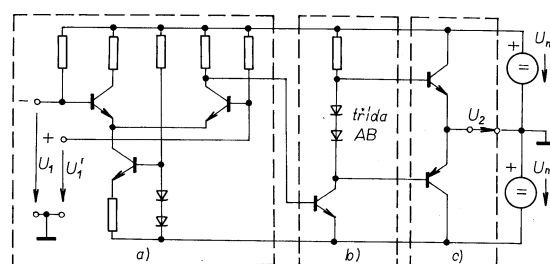 +
Uₙ
=
−
třída
AB
U₂
+
+
U₁
U₁'
Uₙ
=
a)
b)
c)